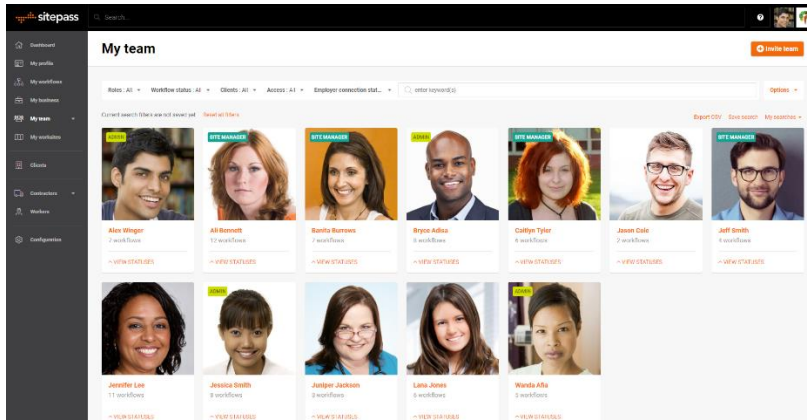 sitepass
Search...
Dashboard
My profile
My workflows
My business
My team
My worksites
Clients
Contractors
Workers
Configuration
My team
Invite team
Roles : All
Workflow status : All
Clients : All
Access : All
Employer connection stat...
enter keyword(s)
Options
Current search filters are not saved yet
Reset all filters
Export CSV
Save search
My searches
ADMIN
SITE MANAGER
SITE MANAGER
ADMIN
SITE MANAGER
SITE MANAGER
Alex Winger
7 workflows
VIEW STATUSES
Ali Bennett
12 workflows
VIEW STATUSES
Banita Burrows
7 workflows
VIEW STATUSES
Bryce Adisa
6 workflows
VIEW STATUSES
Caitlyn Tyler
6 workflows
VIEW STATUSES
Jason Cale
2 workflows
VIEW STATUSES
Jeff Smith
4 workflows
VIEW STATUSES
ADMIN
ADMIN
Jennifer Lee
11 workflows
VIEW STATUSES
Jessica Smith
8 workflows
VIEW STATUSES
Juniper Jackson
3 workflows
VIEW STATUSES
Lana Jones
6 workflows
VIEW STATUSES
Wanda Afia
3 workflows
VIEW STATUSES